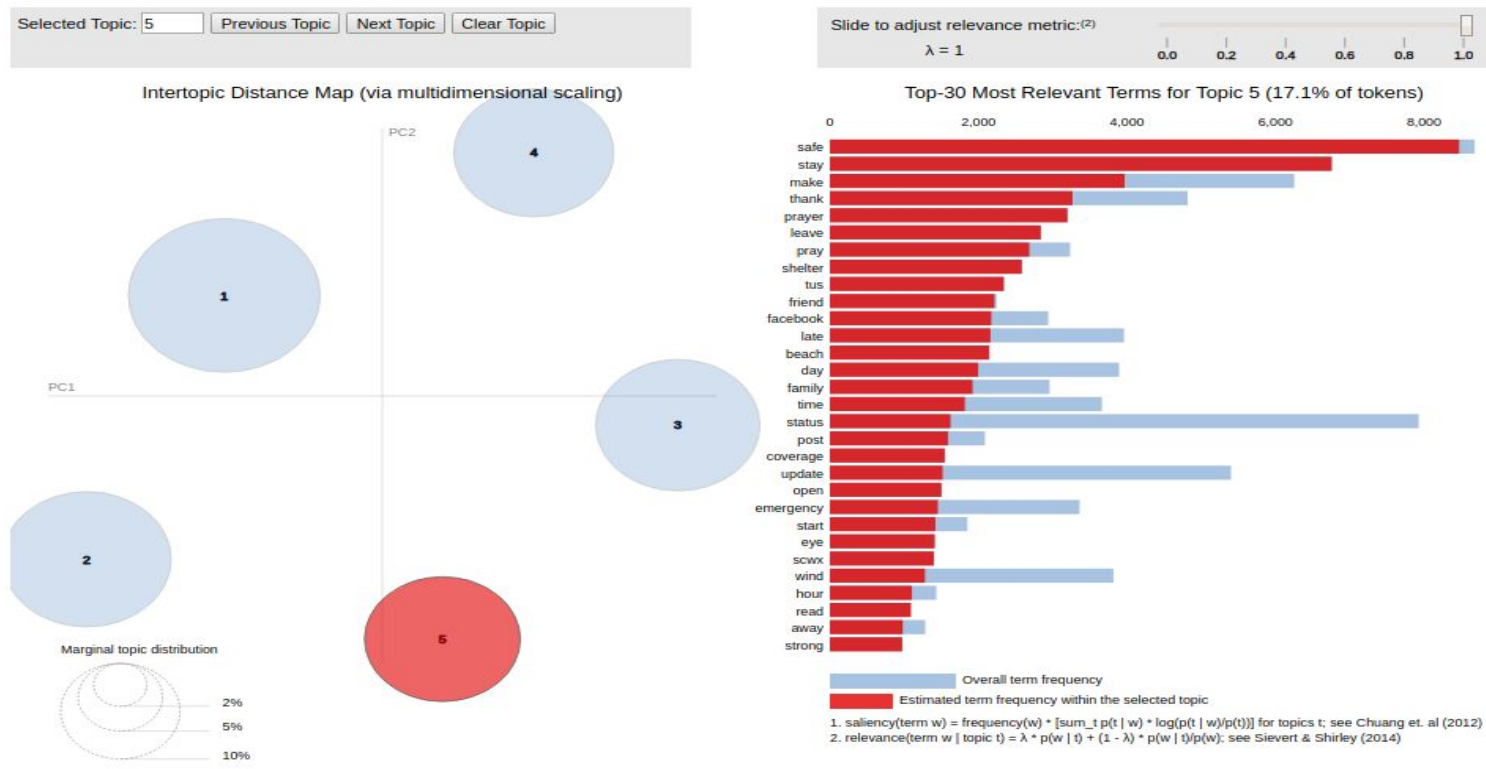 Selected Topic: 5 Previous Topic Next Topic Clear Topic
Slide to adjust relevance metric:(2)
λ = 1
0.0 0.2 0.4 0.6 0.8 1.0
Intertopic Distance Map (via multidimensional scaling)
PC2
PC1
4
1
3
2
5
Marginal topic distribution
2%
5%
10%
Top-30 Most Relevant Terms for Topic 5 (17.1% of tokens)
0 2,000 4,000 6,000 8,000
safe
stay
make
thank
prayer
leave
pray
shelter
tus
friend
facebook
late
beach
day
family
time
status
post
coverage
update
open
emergency
start
eye
scwx
wind
hour
read
away
strong
Overall term frequency
Estimated term frequency within the selected topic
1. saliency(term w) = frequency(w) * [sum_t p(t | w) * log(p(t | w)/p(t))] for topics t; see Chuang et. al (2012)
2. relevance(term w | topic t) = λ * p(w | t) + (1 - λ) * p(w | t)/p(w); see Sievert & Shirley (2014)